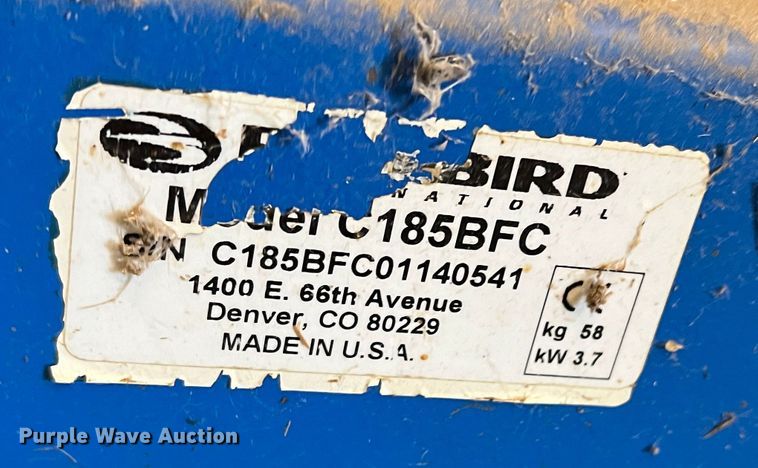 BIRD
NATIONAL
Model C185BFC
S/N C185BFC01140541
1400 E. 66th Avenue
Denver, CO 80229
MADE IN U.S.A.
kg 58
kW 3.7
Purple Wave Auction